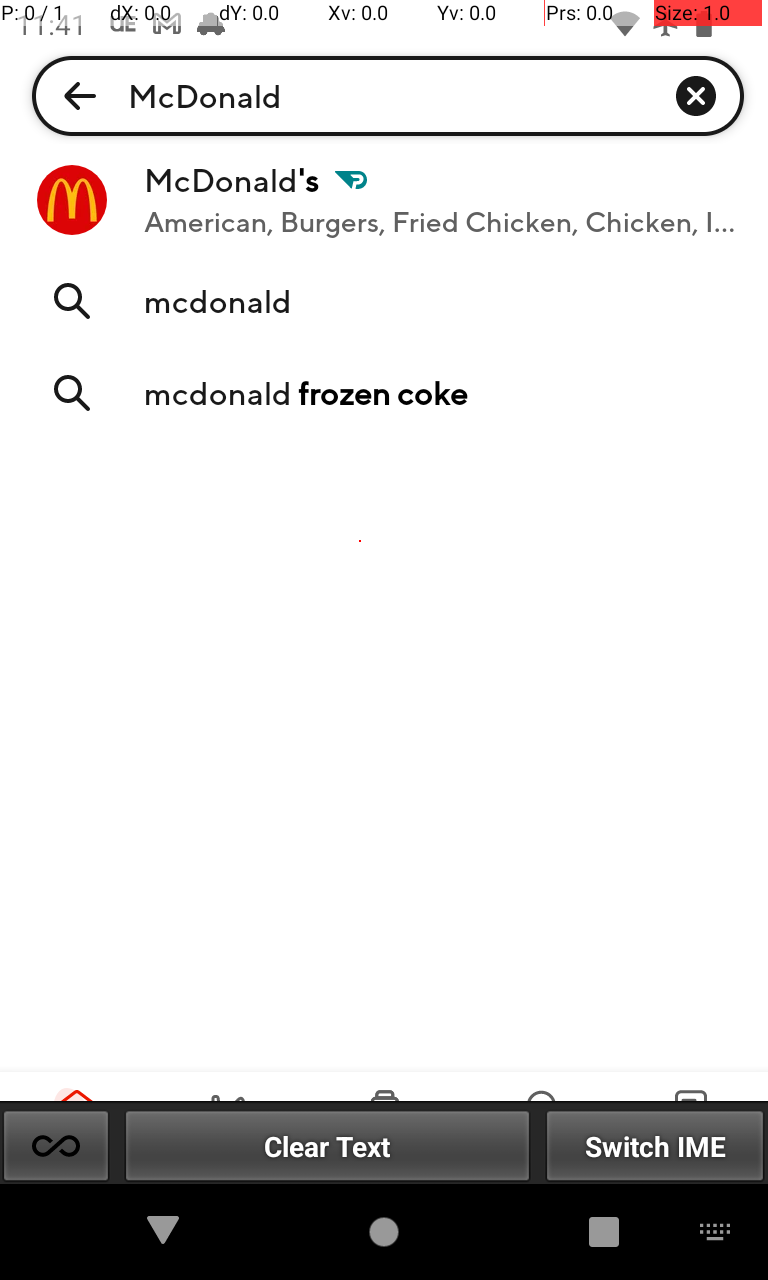 P: 0 / 1 dX: 0.0 dY: 0.0 Xv: 0.0 Yv: 0.0 Prs: 0.0 Size: 1.0
11:41 UE
McDonald
McDonald's
American, Burgers, Fried Chicken, Chicken, I...
mcdonald
mcdonald frozen coke
Clear Text Switch IME